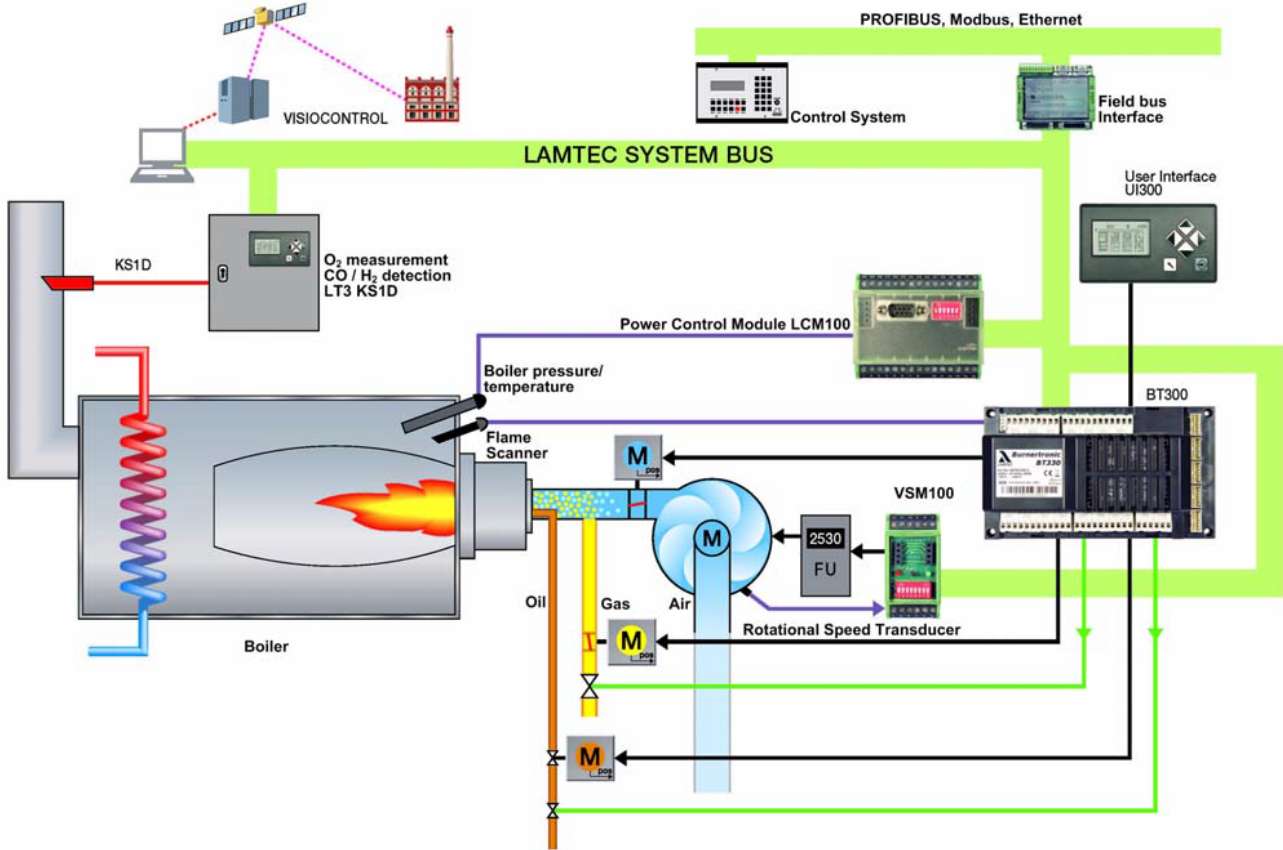 PROFIBUS, Modbus, Ethernet
VISIOCONTROL
Control System
Field bus
Interface
LAMTEC SYSTEM BUS
User Interface
UI300
KS1D
O₂ measurement
CO / H₂ detection
LT3 KS1D
Power Control Module LCM100
Boiler pressure/
temperature
BT300
Flame
Scanner
M
pos
LAMTEC
Burnertronic
BT330
VSM100
M
2530
FU
Oil
Gas
Air
Rotational Speed Transducer
M
pos
Boiler
M
pos